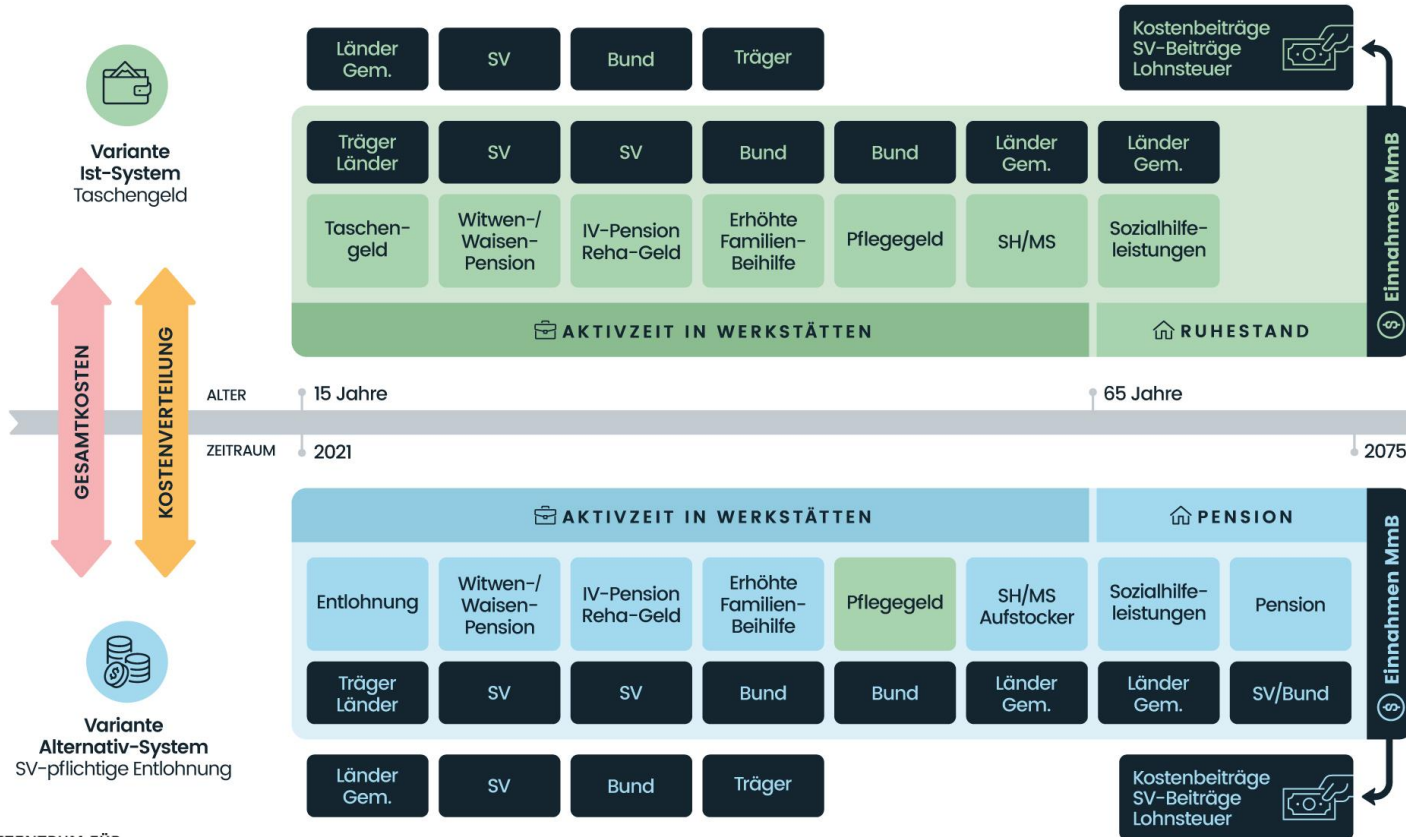 Länder
Gem.
SV
Bund
Träger
Kostenbeiträge
SV-Beiträge
Lohnsteuer
Variante
Ist-System
Taschengeld
Träger
Länder
SV
SV
Bund
Bund
Länder
Gem.
Länder
Gem.
Taschen-
geld
Witwen-/
Waisen-
Pension
IV-Pension
Reha-Geld
Erhöhte
Familien-
Beihilfe
Pflegegeld
SH/MS
Sozialhilfe-
leistungen
Einnahmen MmB
AKTIVZEIT IN WERKSTÄTTEN
RUHESTAND
GESAMTKOSTEN
KOSTENVERTEILUNG
ALTER
15 Jahre
65 Jahre
ZEITRAUM
2021
2075
AKTIVZEIT IN WERKSTÄTTEN
PENSION
Entlohnung
Witwen-/
Waisen-
Pension
IV-Pension
Reha-Geld
Erhöhte
Familien-
Beihilfe
Pflegegeld
SH/MS
Aufstocker
Sozialhilfe-
leistungen
Pension
Einnahmen MmB
Träger
Länder
SV
SV
Bund
Bund
Länder
Gem.
Länder
Gem.
SV/Bund
Variante
Alternativ-System
SV-pflichtige Entlohnung
Länder
Gem.
SV
Bund
Träger
Kostenbeiträge
SV-Beiträge
Lohnsteuer